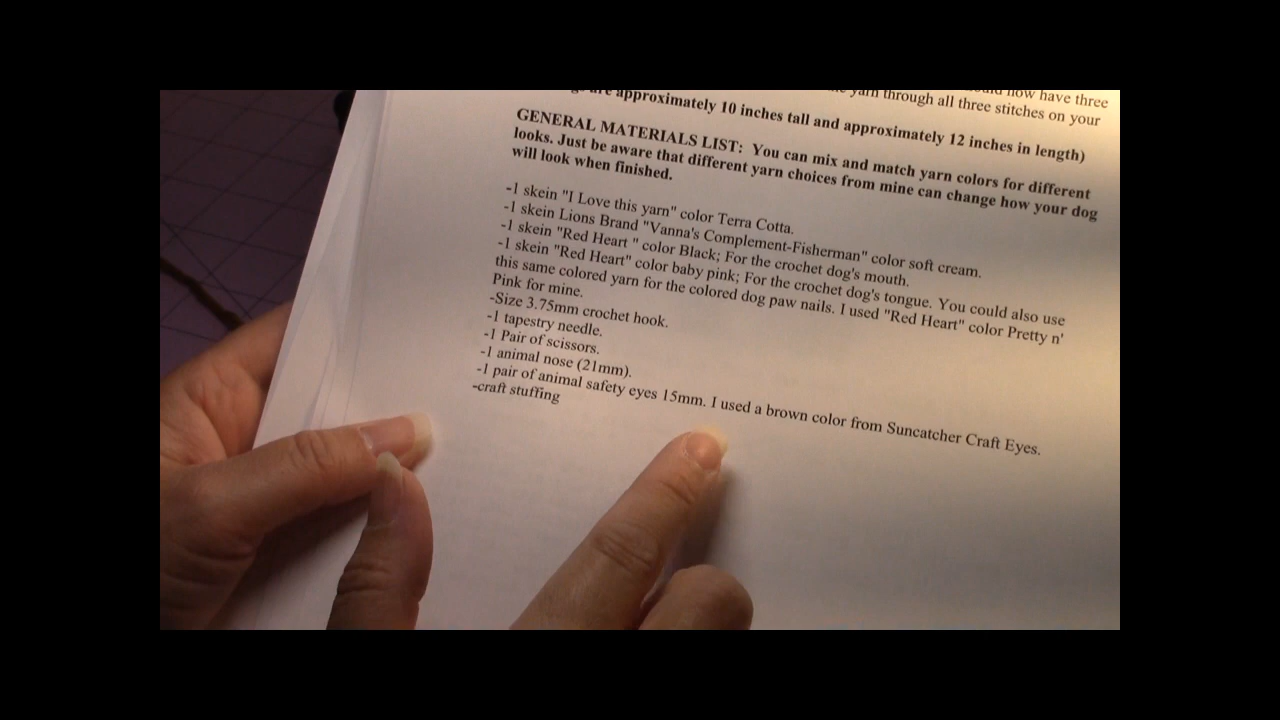 now have three
yarn through all three stitches on your
are approximately 10 inches tall and approximately 12 inches in length)
GENERAL MATERIALS LIST: You can mix and match yarn colors for different
looks. Just be aware that different yarn choices from mine can change how your dog
will look when finished.
-1 skein "I Love this yarn" color Terra Cotta.
-1 skein Lions Brand "Vanna's Complement-Fisherman" color soft cream.
-1 skein "Red Heart " color Black; For the crochet dog's mouth.
-1 skein "Red Heart" color baby pink; For the crochet dog's tongue. You could also use
this same colored yarn for the colored dog paw nails. I used "Red Heart" color Pretty n'
Pink for mine.
-Size 3.75mm crochet hook.
-1 tapestry needle.
-1 Pair of scissors.
-1 animal nose (21mm).
-1 pair of animal safety eyes 15mm. I used a brown color from Suncatcher Craft Eyes.
-craft stuffing